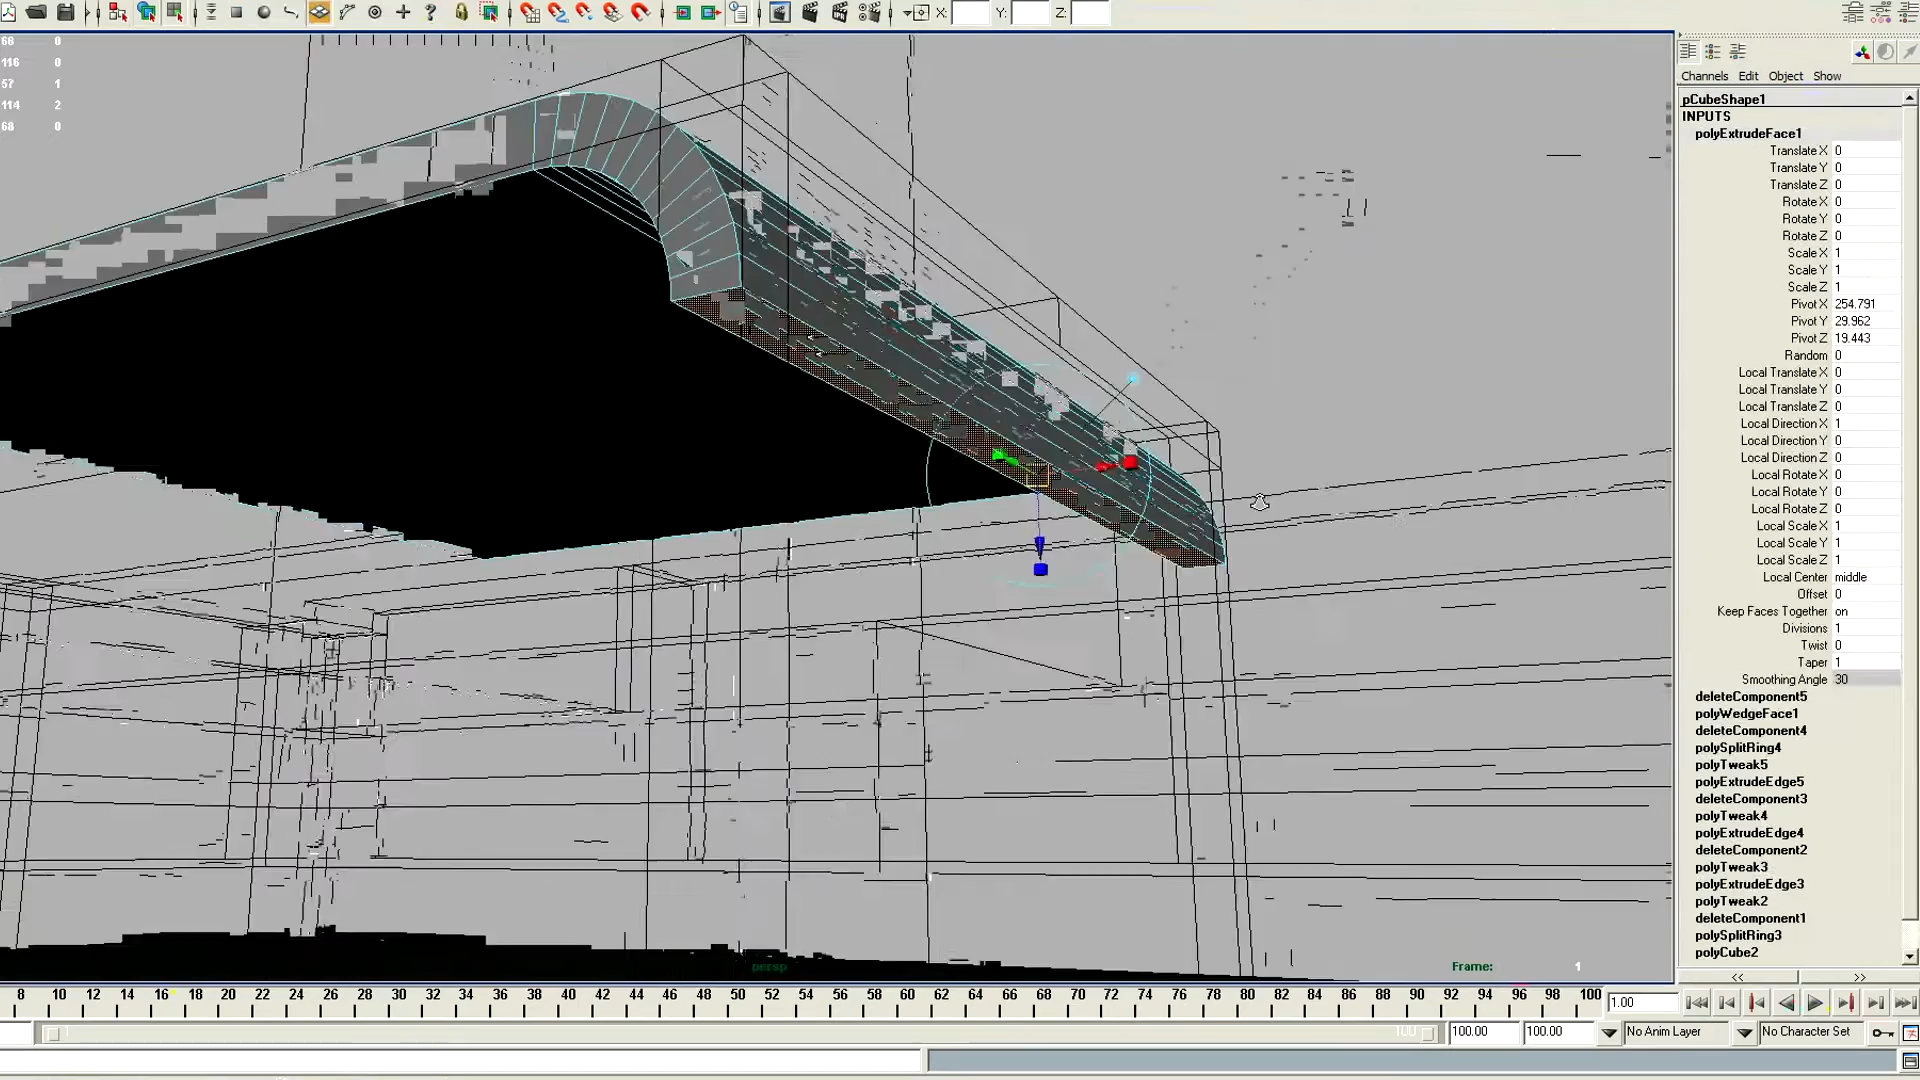 X: Y: Z:
68 0
116 0
57 1
114 2
68 0
Channels Edit Object Show
pCubeShape1
INPUTS
polyExtrudeFace1
Translate X 0
Translate Y 0
Translate Z 0
Rotate X 0
Rotate Y 0
Rotate Z 0
Scale X 1
Scale Y 1
Scale Z 1
Pivot X 254.791
Pivot Y 29.962
Pivot Z 19.443
Random 0
Local Translate X 0
Local Translate Y 0
Local Translate Z 0
Local Direction X 1
Local Direction Y 0
Local Direction Z 0
Local Rotate X 0
Local Rotate Y 0
Local Rotate Z 0
Local Scale X 1
Local Scale Y 1
Local Scale Z 1
Local Center middle
Offset 0
Keep Faces Together on
Divisions 1
Twist 0
Taper 1
Smoothing Angle 30
deleteComponent5
polyWedgeFace1
deleteComponent4
polySplitRing4
polyTweak5
polyExtrudeEdge5
deleteComponent3
polyTweak4
polyExtrudeEdge4
deleteComponent2
polyTweak3
polyExtrudeEdge3
polyTweak2
deleteComponent1
polySplitRing3
polyCube2
persp Frame: 1
<< >>
8 10 12 14 16 18 20 22 24 26 28 30 32 34 36 38 40 42 44 46 48 50 52 54 56 58 60 62 64 66 68 70 72 74 76 78 80 82 84 86 88 90 92 94 96 98 100 1.00
100 100.00 100.00 No Anim Layer No Character Set